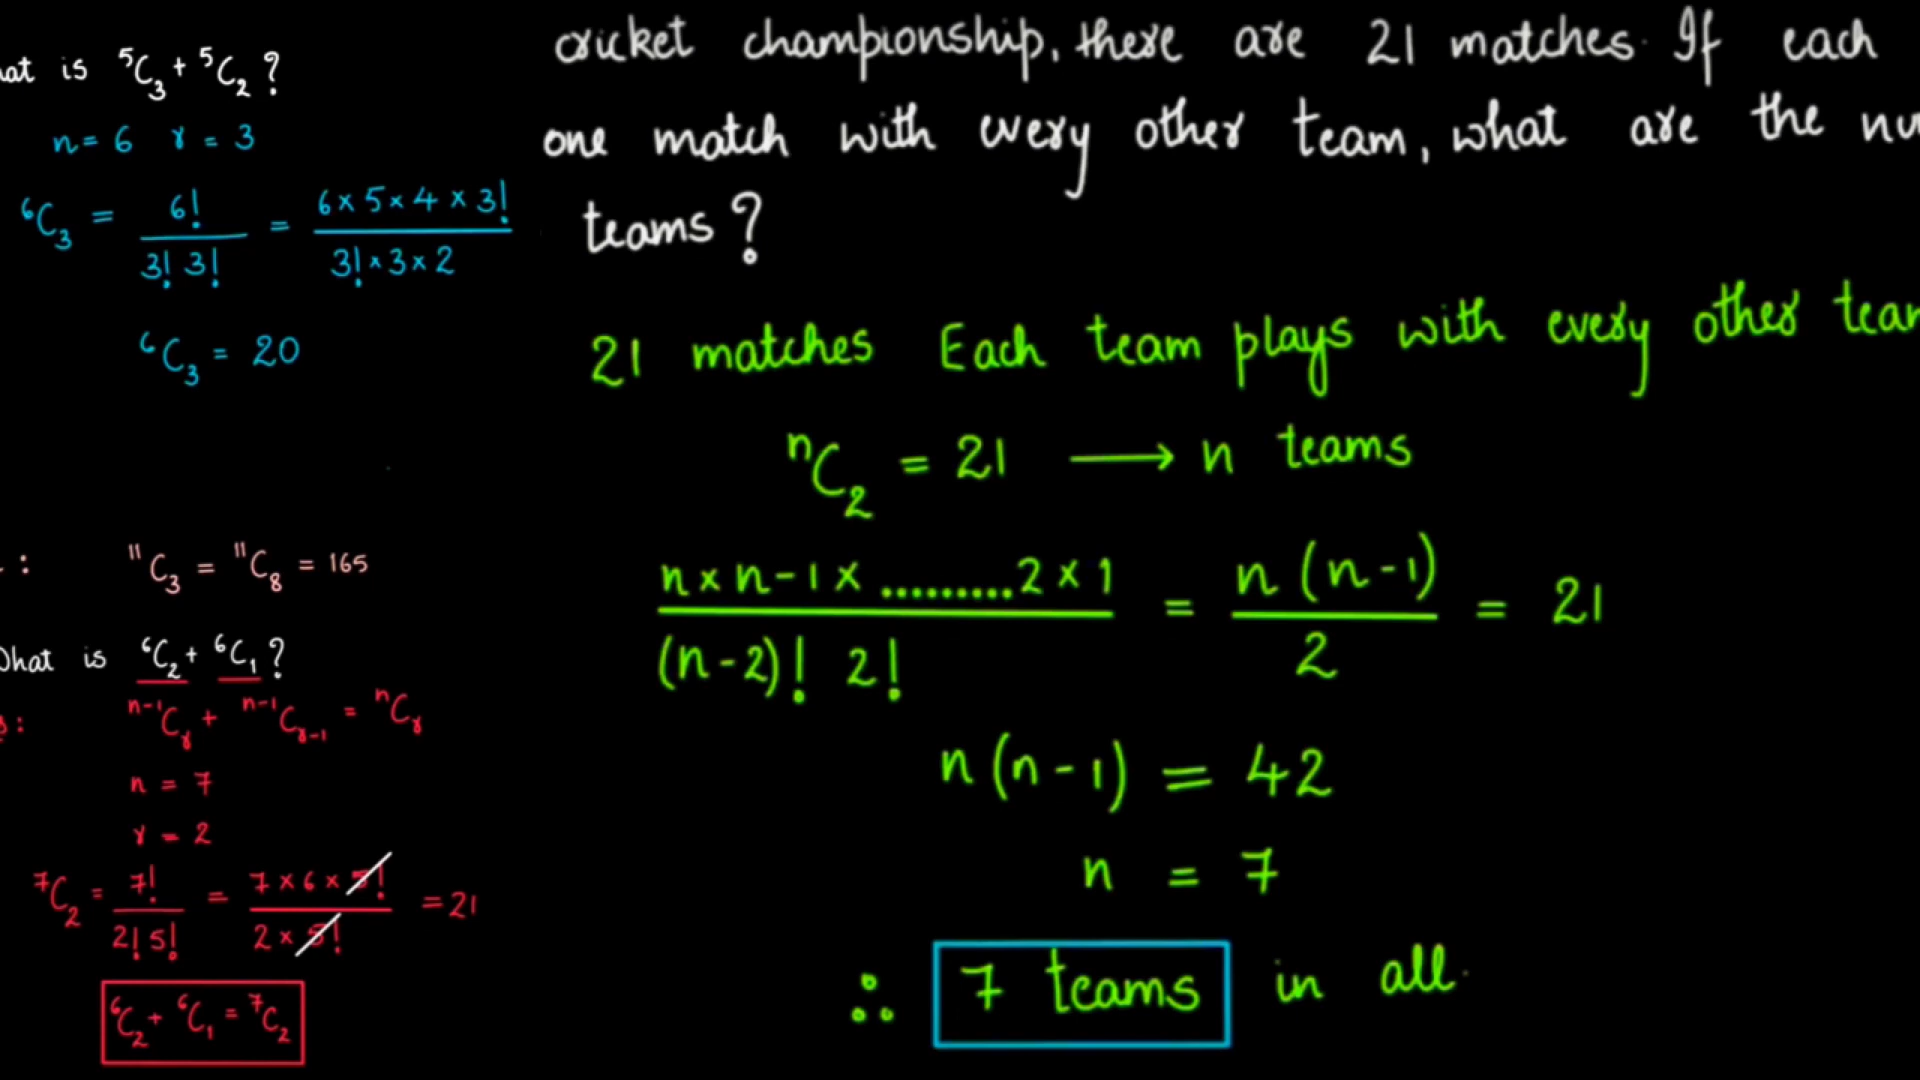 what is ⁵C₃ + ⁵C₂ ?
n = 6 r = 3
⁶C₃ = 6! / 3! 3! = 6 × 5 × 4 × 3! / 3! × 3 × 2
⁶C₃ = 20
: ¹¹C₃ = ¹¹C₈ = 165
What is ⁶C₂ + ⁶C₁ ?
: ⁿ⁻¹Cᵣ + ⁿ⁻¹Cᵣ₋₁ = ⁿCᵣ
n = 7
r = 2
⁷C₂ = 7! / 2! 5! = 7 × 6 × 5! / 2 × 5! = 21
⁶C₂ + ⁶C₁ = ⁷C₂
cricket championship, there are 21 matches. If each
one match with every other team, what are the
teams ?
21 matches Each team plays with every other
ⁿC₂ = 21 → n teams
n × n-1 × ......... 2 × 1 / (n-2)! 2! = n (n-1) / 2 = 21
n (n-1) = 42
n = 7
∴ 7 teams in all.